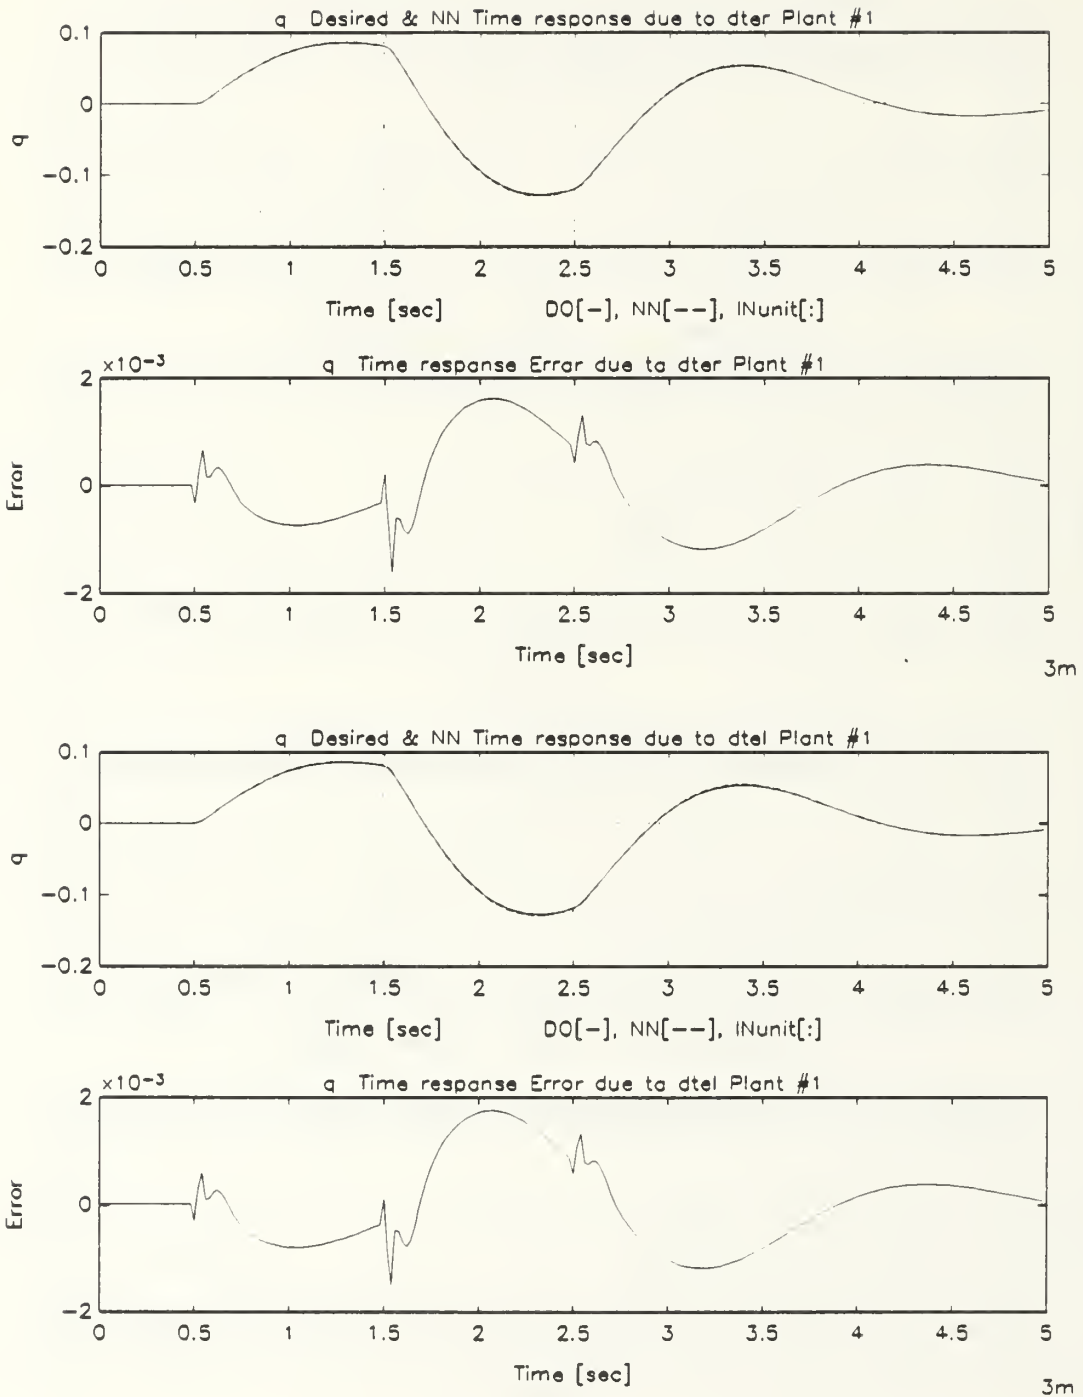 q Desired & NN Time response due to dter Plant #1
0.1
0
-0.1
-0.2
q
0 0.5 1 1.5 2 2.5 3 3.5 4 4.5 5
Time [sec] DO[-], NN[--], INunit[:]
×10-3
q Time response Error due to dter Plant #1
2
0
-2
Error
0 0.5 1 1.5 2 2.5 3 3.5 4 4.5 5
Time [sec]
3m
q Desired & NN Time response due to dtel Plant #1
0.1
0
-0.1
-0.2
q
0 0.5 1 1.5 2 2.5 3 3.5 4 4.5 5
Time [sec] DO[-], NN[--], INunit[:]
×10-3
q Time response Error due to dtel Plant #1
2
0
-2
Error
0 0.5 1 1.5 2 2.5 3 3.5 4 4.5 5
Time [sec]
3m